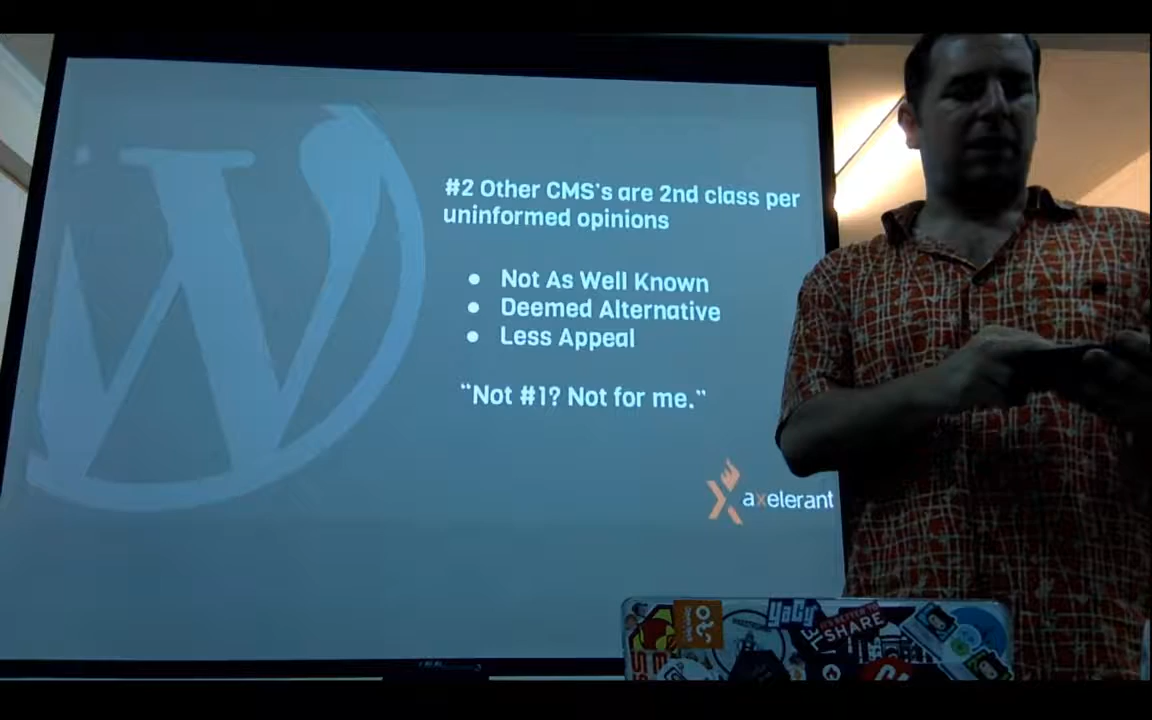 #2 Other CMS's are 2nd class per
uninformed opinions
● Not As Well Known
● Deemed Alternative
● Less Appeal
“Not #1? Not for me.”
axelerant
YaCy
SHARE